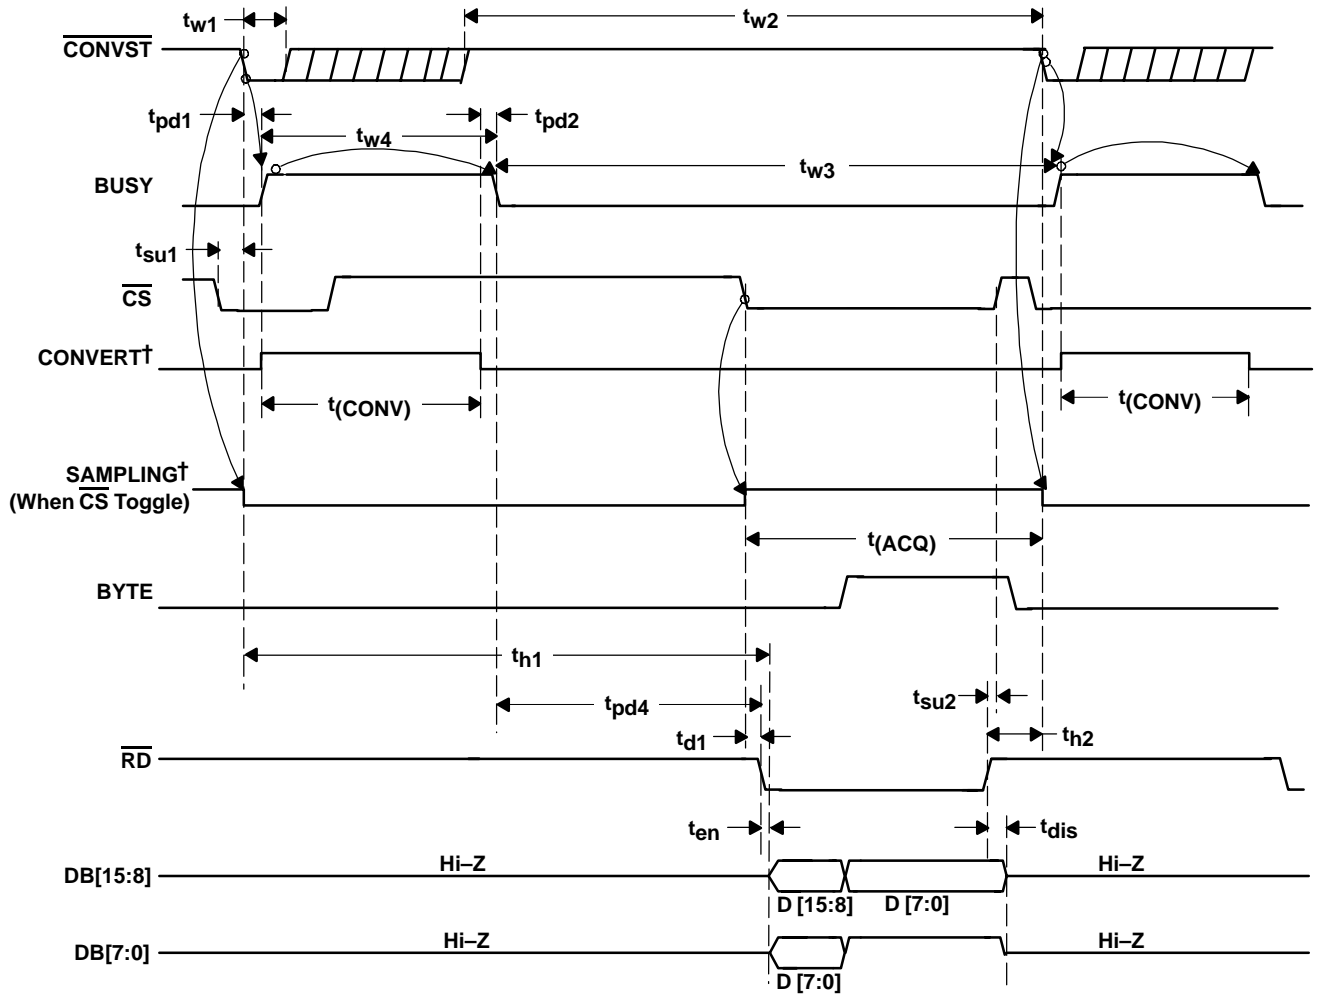 tw1
tw2
CONVST
tpd1
tpd2
tw4
tw3
BUSY
tsu1
CS
CONVERT†
t(CONV)
t(CONV)
SAMPLING†
(When CS Toggle)
t(ACQ)
BYTE
th1
tpd4
tsu2
td1
th2
RD
ten
tdis
Hi–Z
Hi–Z
DB[15:8]
D [15:8]
D [7:0]
Hi–Z
Hi–Z
DB[7:0]
D [7:0]